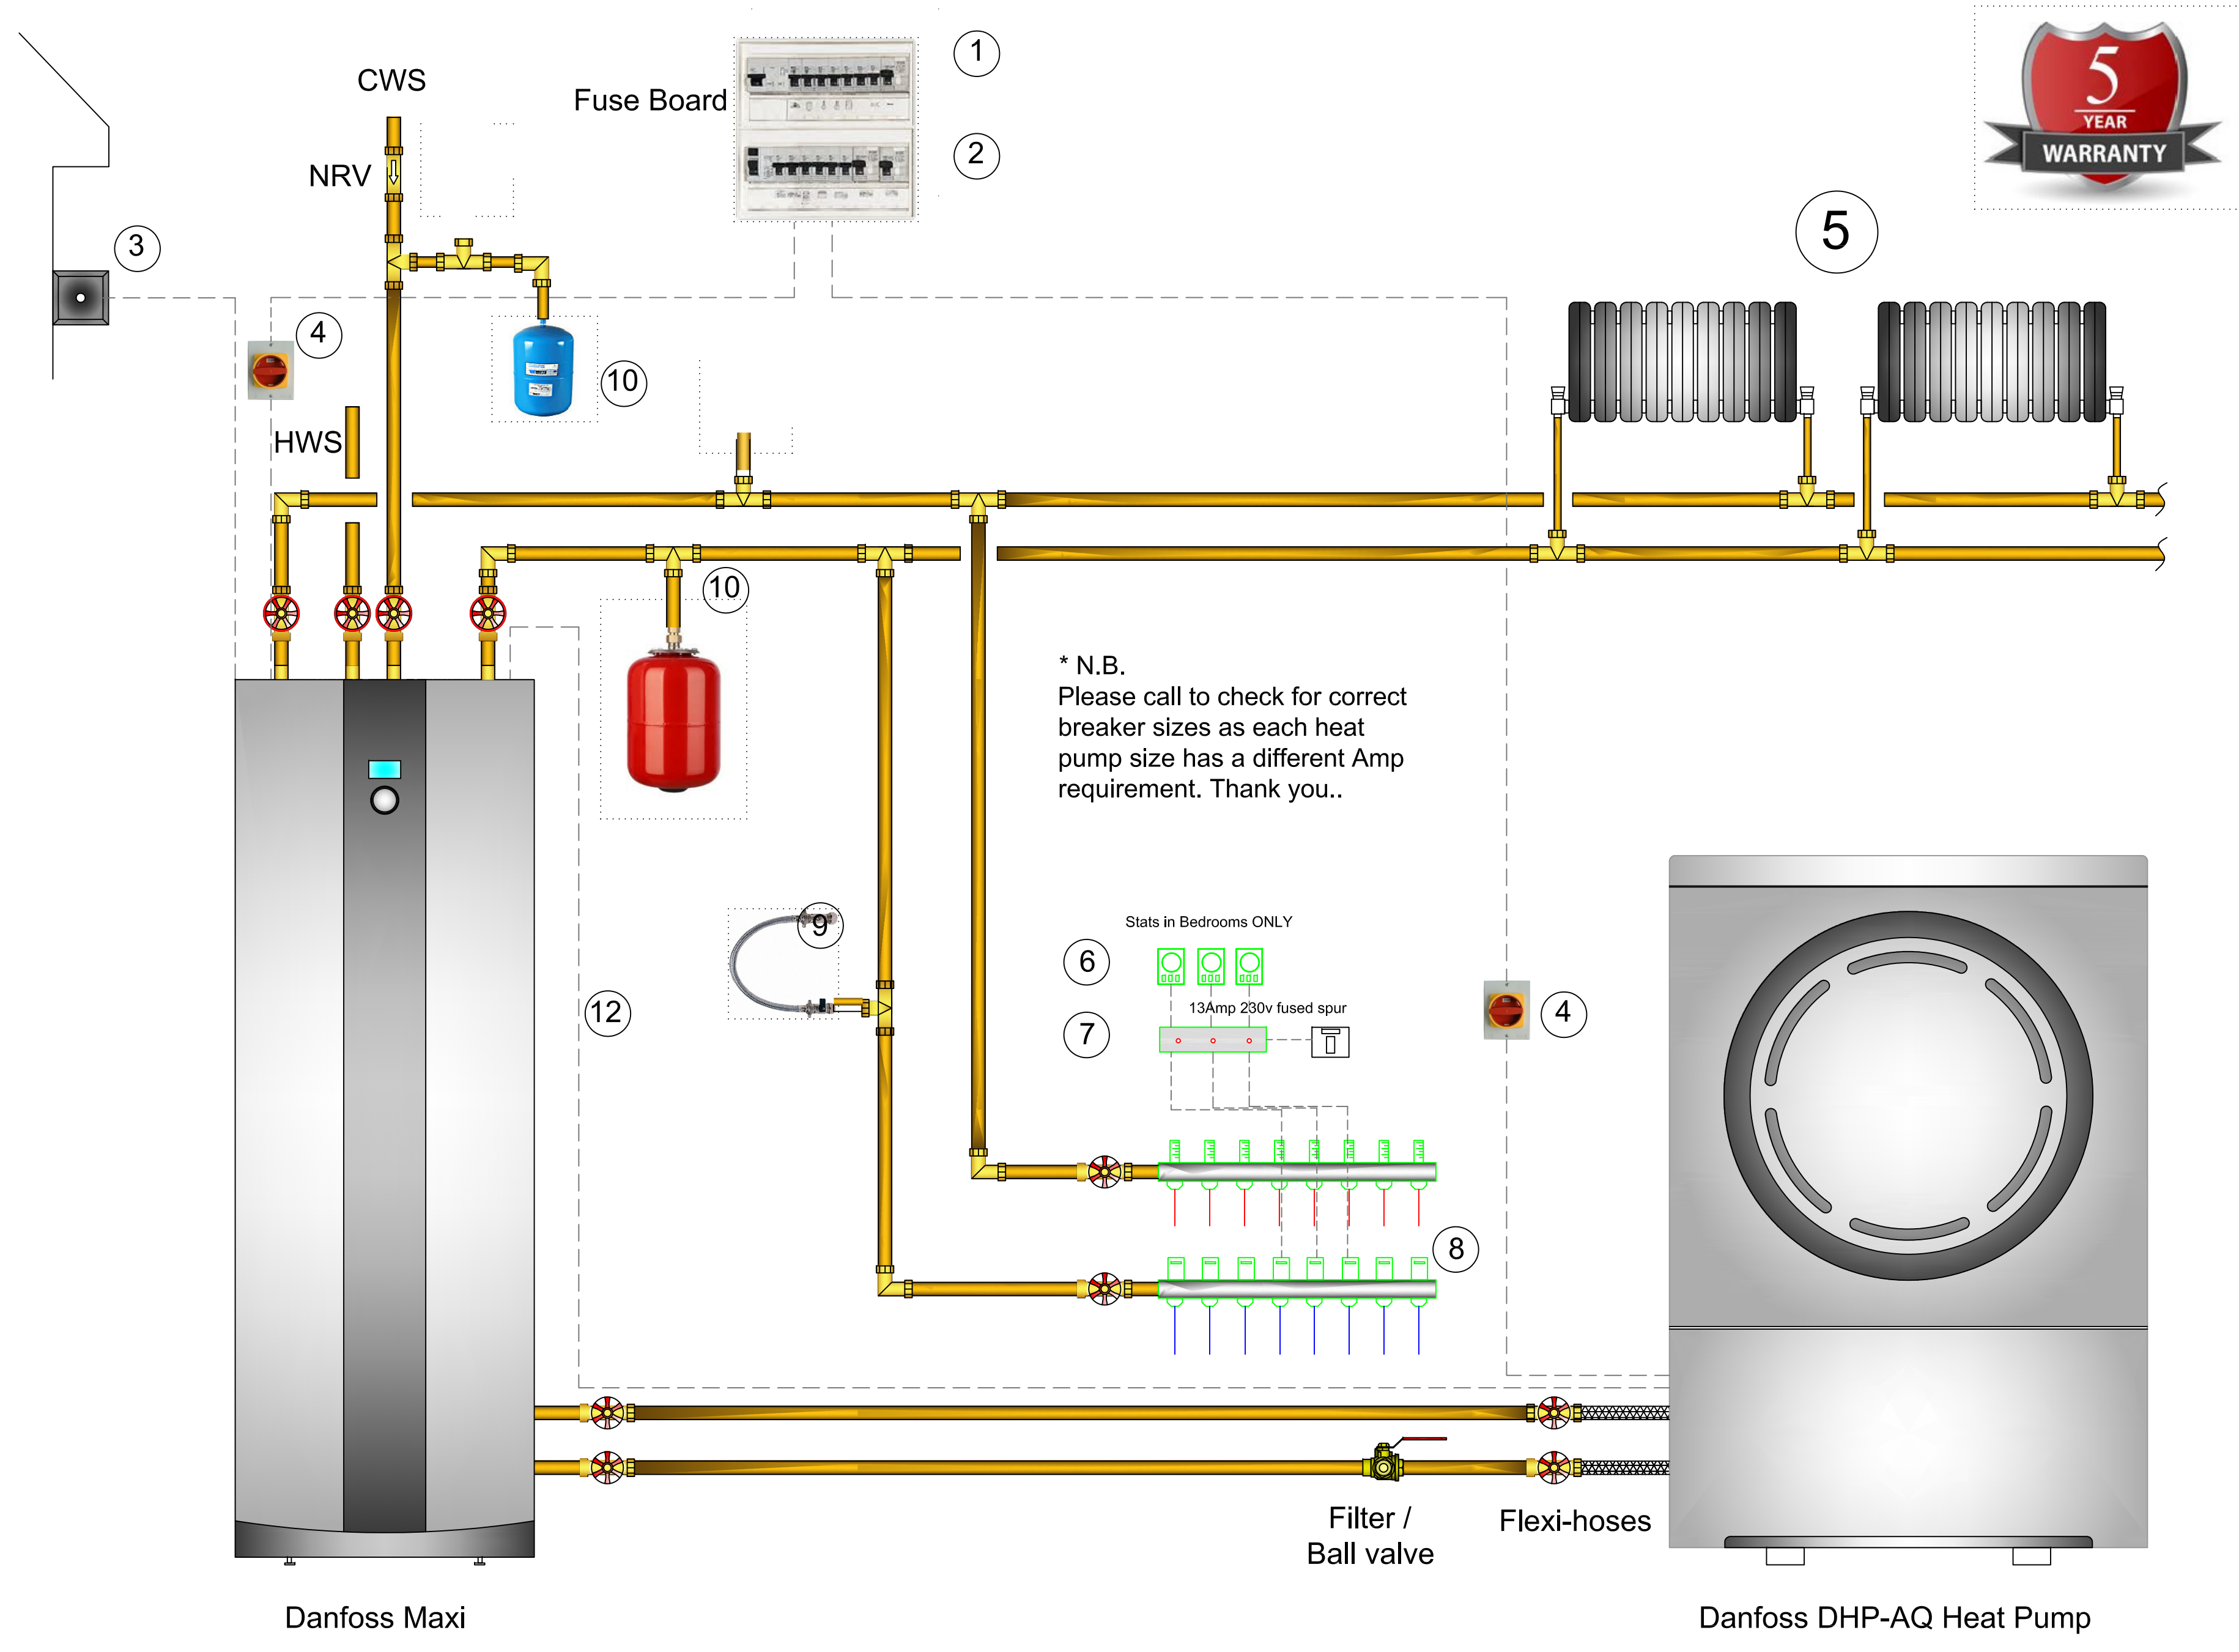 CWS
Fuse Board
1
5
YEAR
WARRANTY
NRV
2
5
3
4
10
HWS
10
* N.B.
Please call to check for correct
breaker sizes as each heat
pump size has a different Amp
requirement. Thank you..
9
Stats in Bedrooms ONLY
6
13Amp 230v fused spur
12
7
4
8
Filter /
Ball valve
Flexi-hoses
Danfoss Maxi
Danfoss DHP-AQ Heat Pump